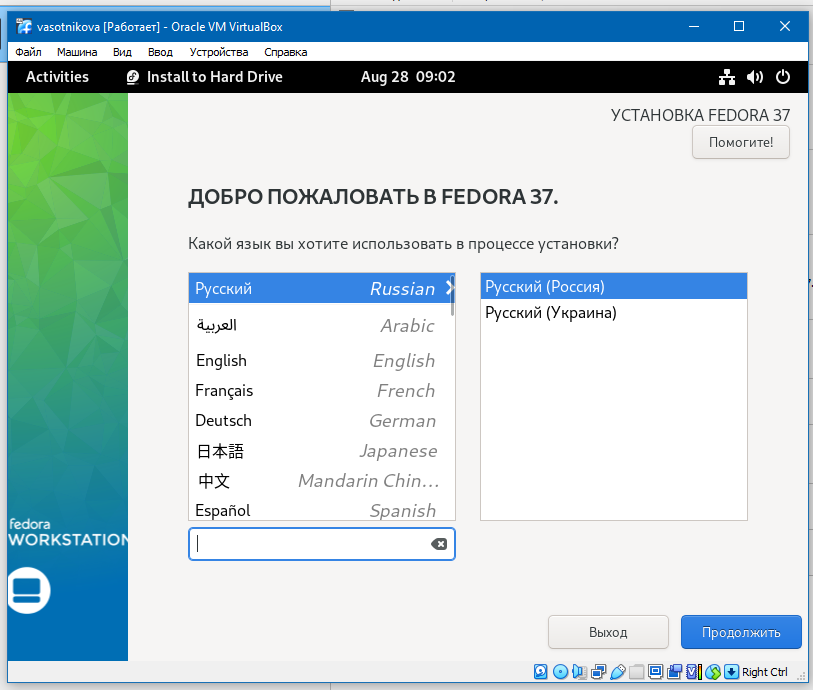 vasotnikova [Работает] - Oracle VM VirtualBox
Файл Машина Вид Ввод Устройства Справка
Activities Install to Hard Drive Aug 28 09:02
УСТАНОВКА FEDORA 37
Помогите!
ДОБРО ПОЖАЛОВАТЬ В FEDORA 37.
Какой язык вы хотите использовать в процессе установки?
Русский Russian
العربية Arabic
English English
Français French
Deutsch German
日本語 Japanese
中文 Mandarin Chin...
Español Spanish
Русский (Россия)
Русский (Украина)
fedora
WORKSTATION
Выход Продолжить
Right Ctrl